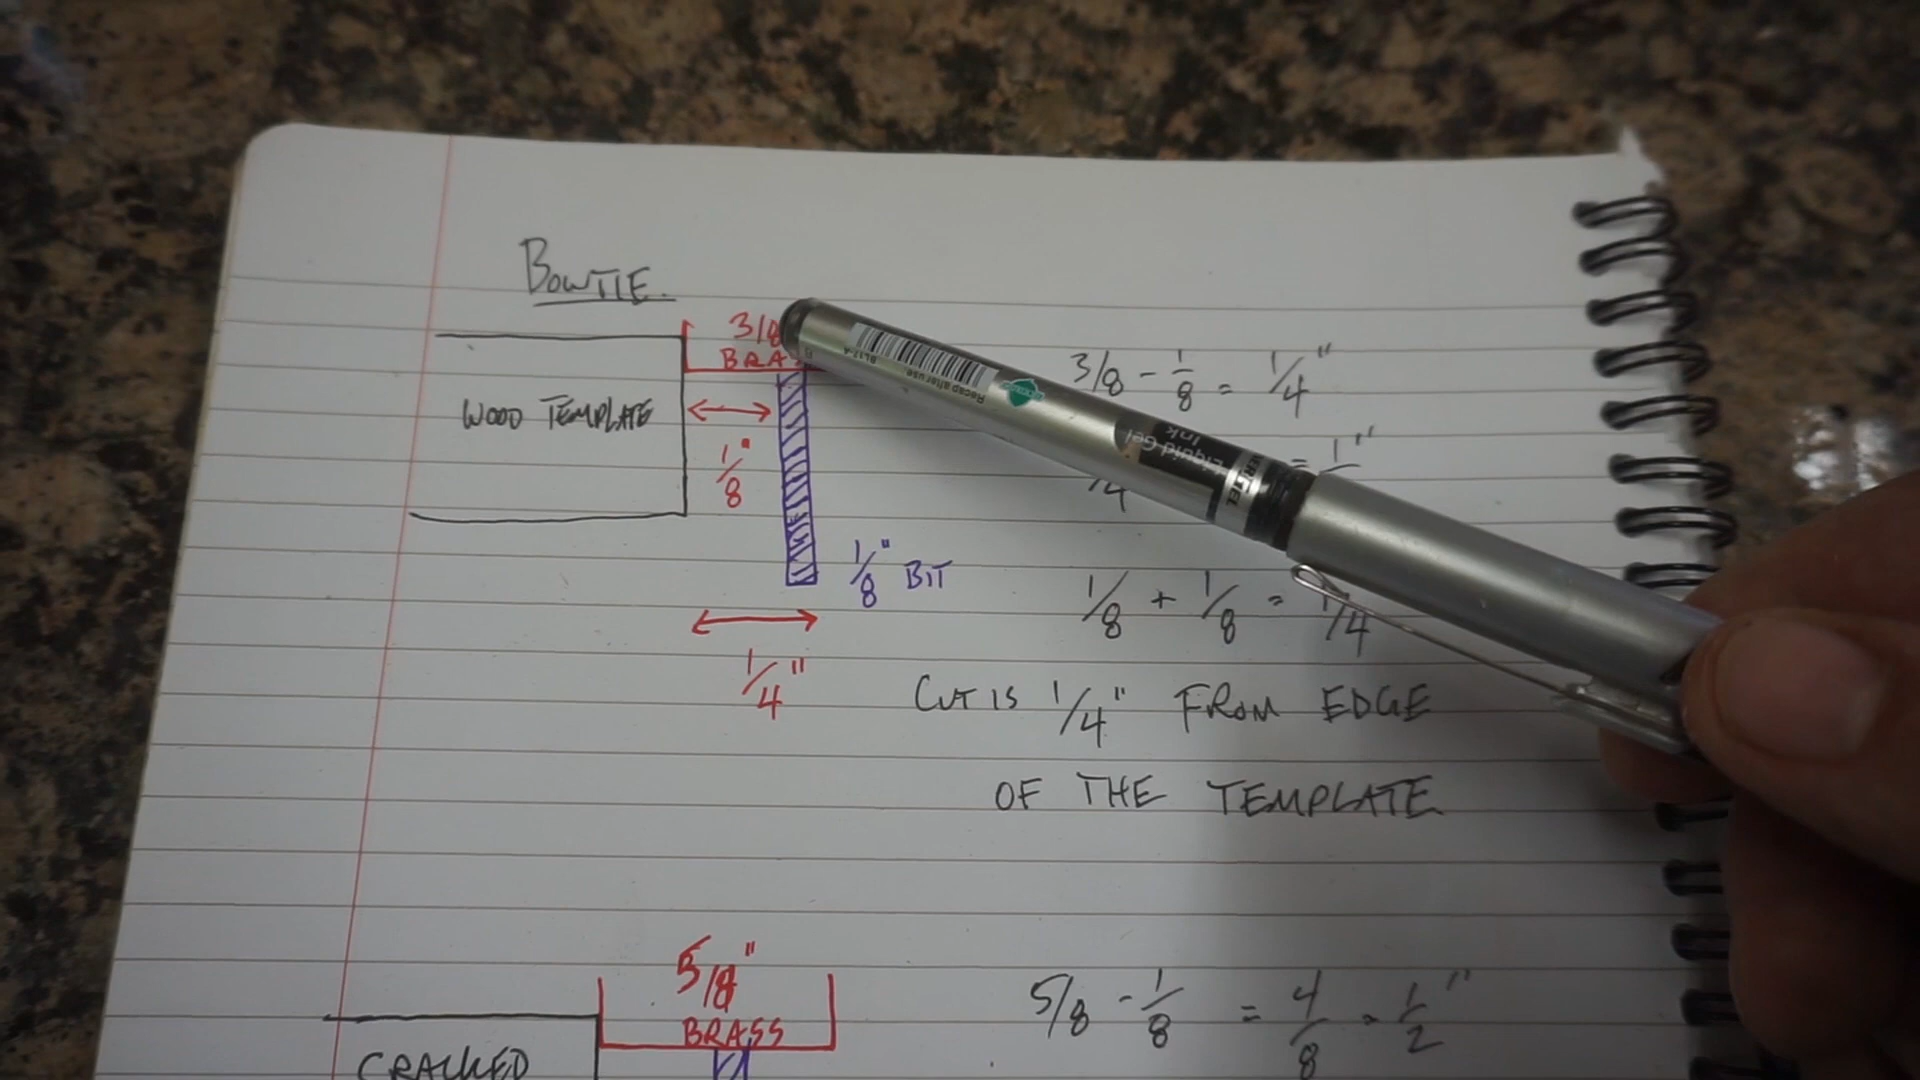 BOWTIE.
3/8
BRA
WOOD TEMPLATE
1/8"
1/8" BIT
1/4"
3/8 - 1/8 = 1/4"
= 1"
/4
1/8 + 1/8 = 1/4
CUT IS 1/4" FROM EDGE
OF THE TEMPLATE
5/8"
BRASS
CRACKED
5/8 - 1/8 = 4/8 = 1/2"
Recap after use.
Liquid Gel
Ink